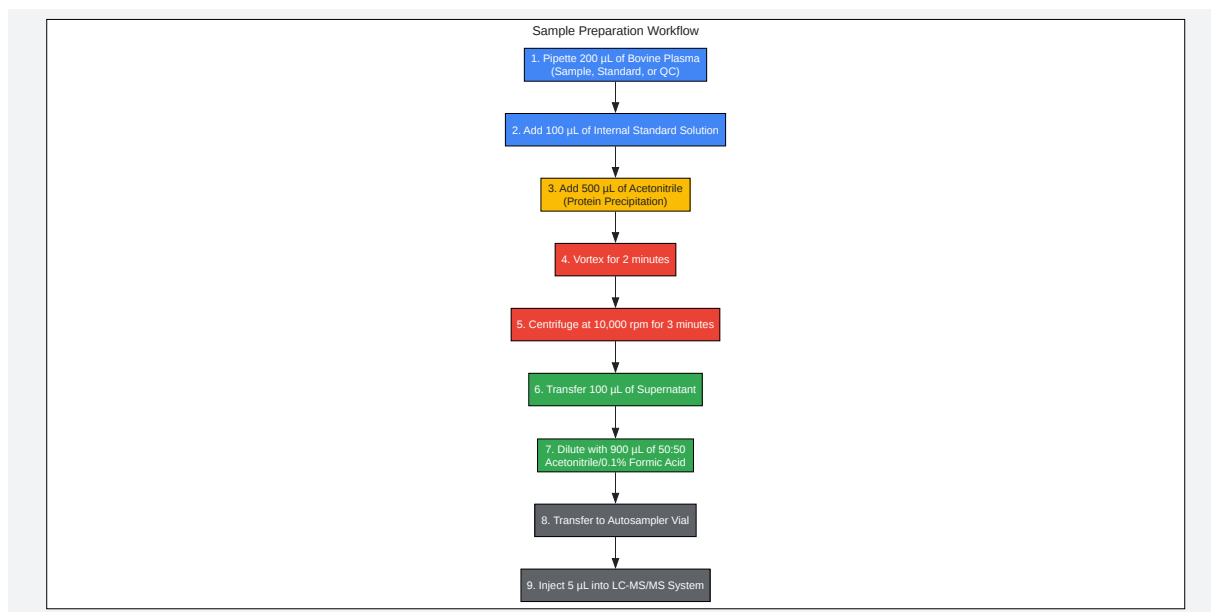 Sample Preparation Workflow
1. Pipette 200 µL of Bovine Plasma
(Sample, Standard, or QC)
2. Add 100 µL of Internal Standard Solution
3. Add 500 µL of Acetonitrile
(Protein Precipitation)
4. Vortex for 2 minutes
5. Centrifuge at 10,000 rpm for 3 minutes
6. Transfer 100 µL of Supernatant
7. Dilute with 900 µL of 50:50
Acetonitrile/0.1% Formic Acid
8. Transfer to Autosampler Vial
9. Inject 5 µL into LC-MS/MS System